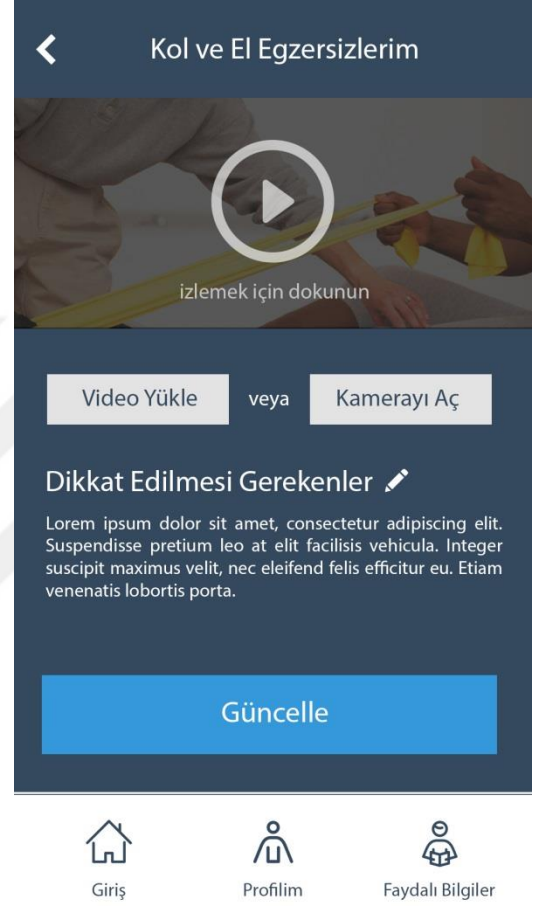 Kol ve El Egzersizlerim
izlemek için dokunun
Video Yükle veya Kamerayı Aç
Dikkat Edilmesi Gerekenler
Lorem ipsum dolor sit amet, consectetur adipiscing elit.
Suspendisse pretium leo at elit facilisis vehicula. Integer
suscipit maximus velit, nec eleifend felis efficitur eu. Etiam
venenatis lobortis porta.
Güncelle
Giriş Profilim Faydalı Bilgiler